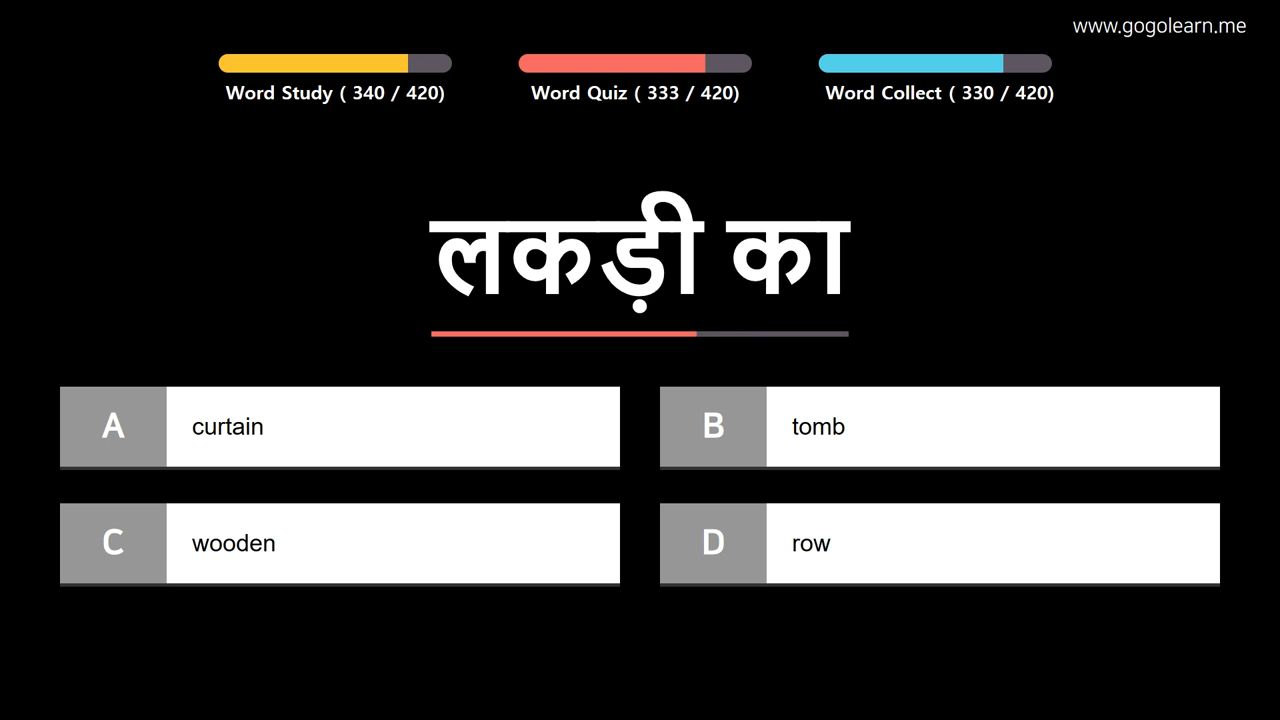 www.gogolearn.me
Word Study ( 340 / 420)
Word Quiz ( 333 / 420)
Word Collect ( 330 / 420)
लकड़ी का
A curtain
B tomb
C wooden
D row